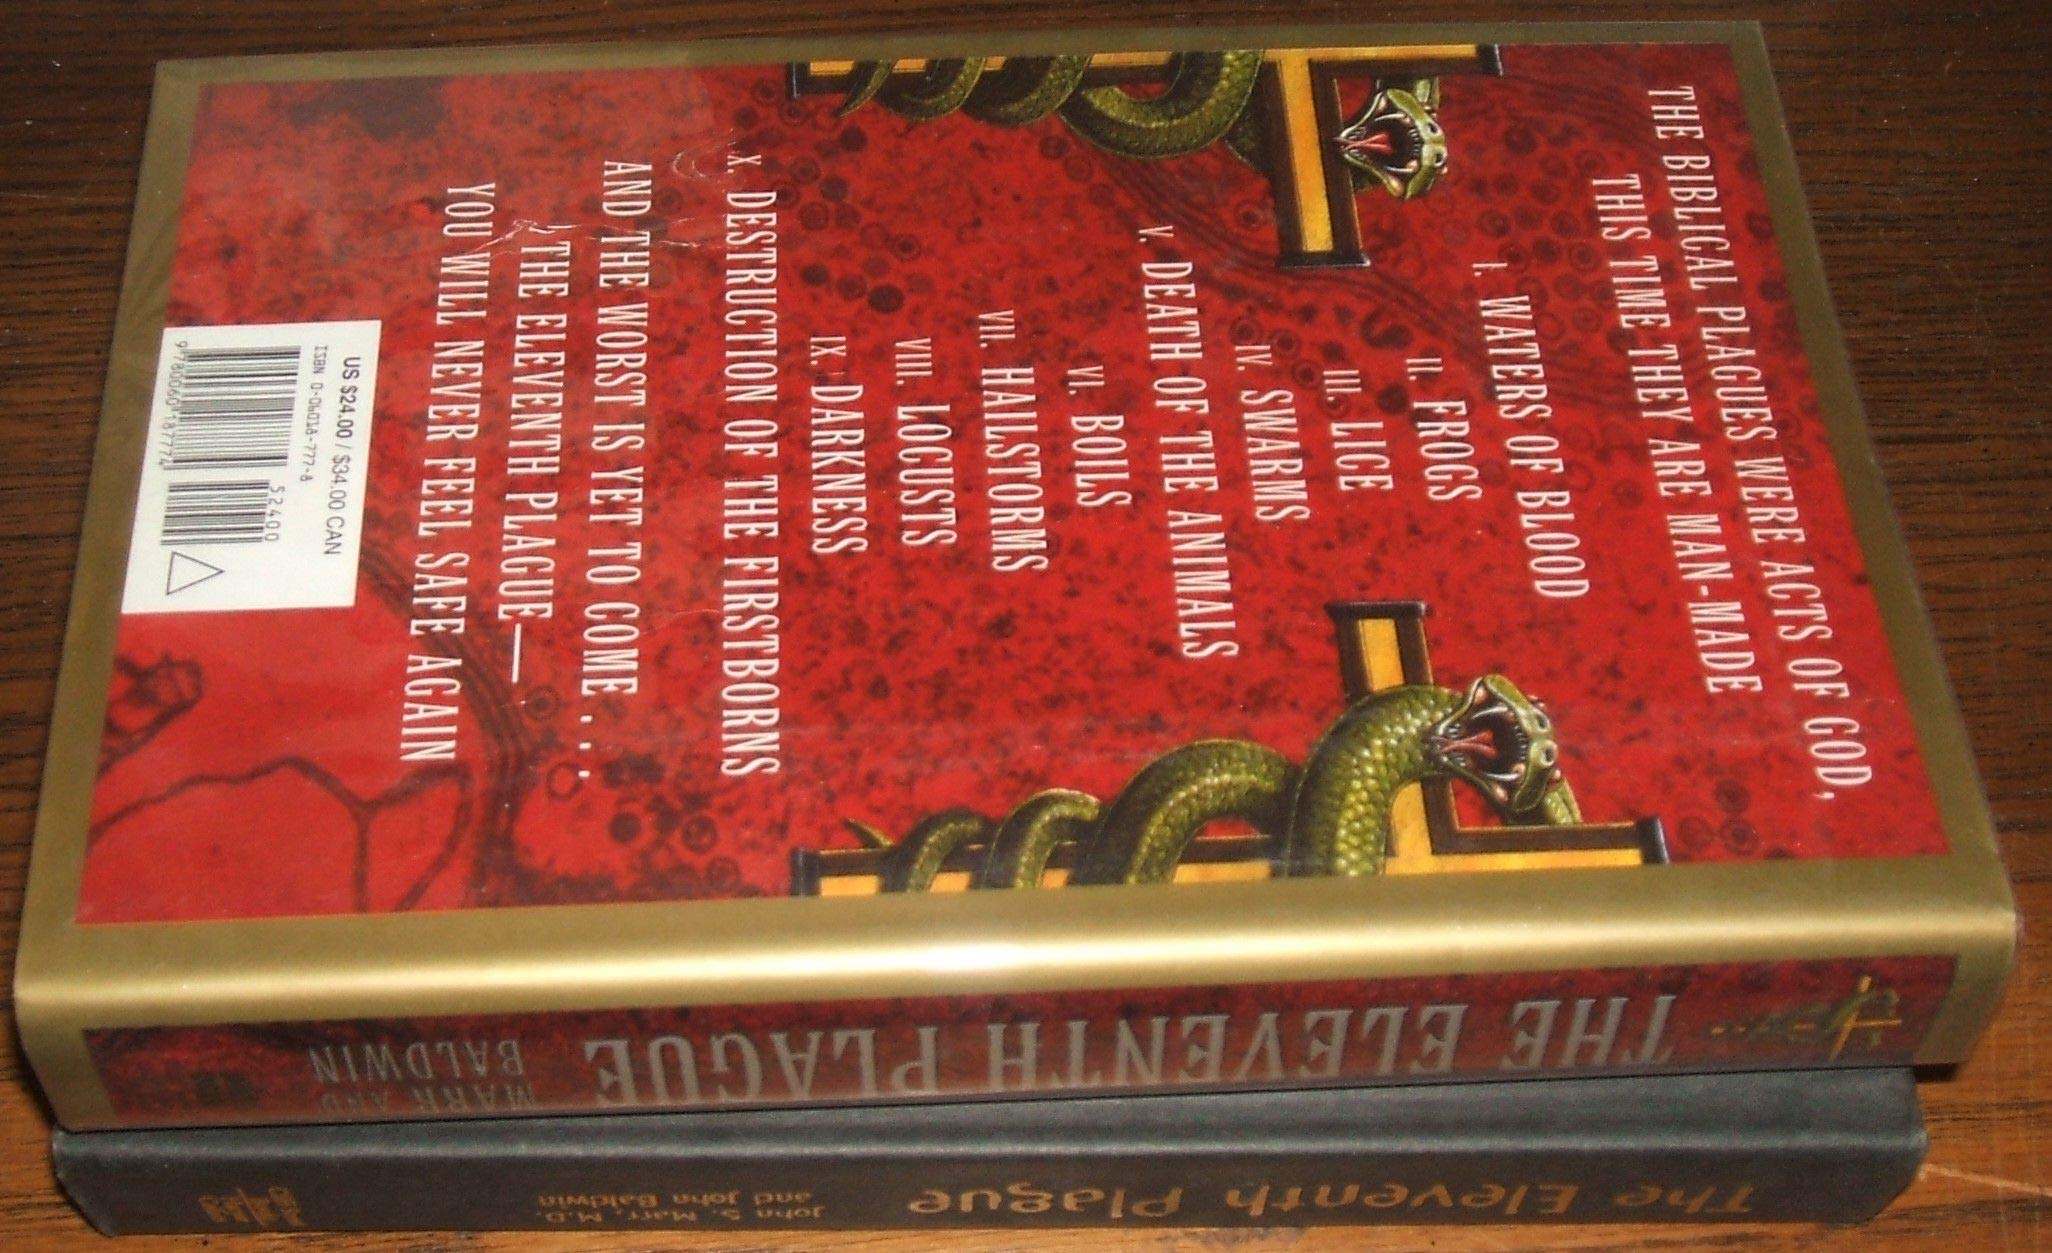 THE BIBLICAL PLAGUES WERE ACTS OF GOD,
THIS TIME THEY ARE MAN-MADE
I. WATERS OF BLOOD
II. FROGS
III. LICE
IV. SWARMS
V. DEATH OF THE ANIMALS
VI. BOILS
VII. HAILSTORMS
VIII. LOCUSTS
IX. DARKNESS
X. DESTRUCTION OF THE FIRSTBORNS
AND THE WORST IS YET TO COME . . .
THE ELEVENTH PLAGUE—
YOU WILL NEVER FEEL SAFE AGAIN
US $24.00 / $34.00 CAN
ISBN 0-06018-777-8
52400
9 780060 187774
THE ELEVENTH PLAGUE
MARR AND
BALDWIN
The Eleventh Plague
John S. Marr, M.D.
and John Baldwin